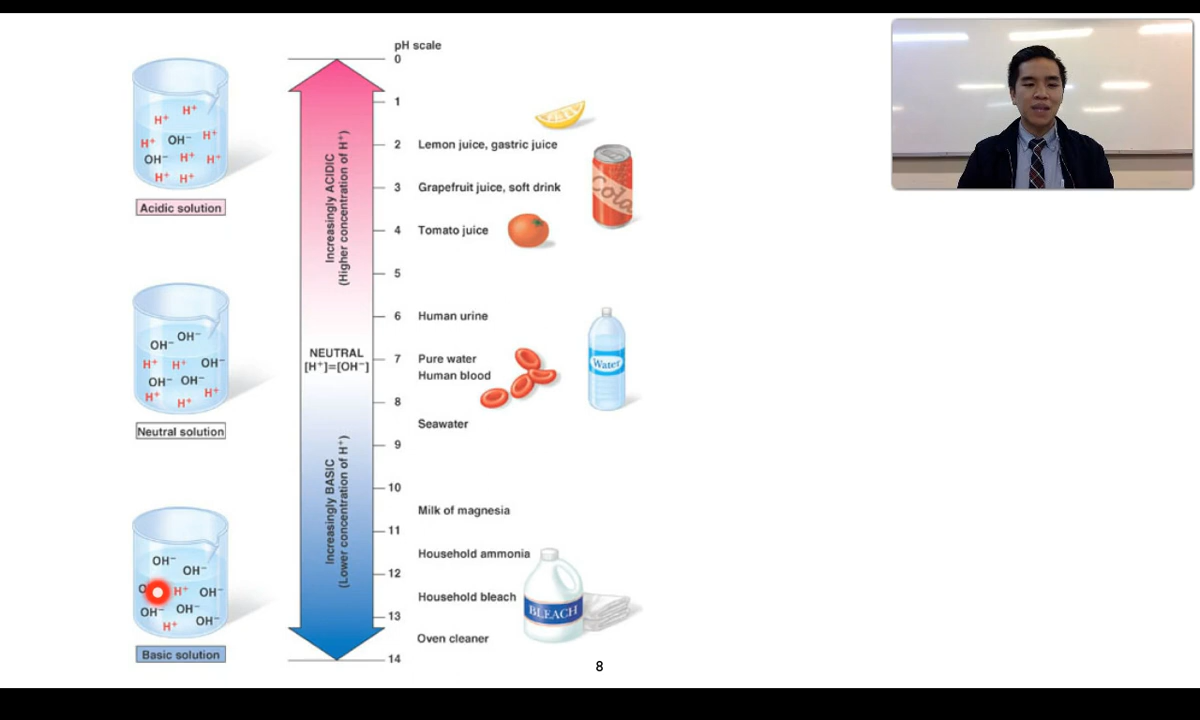 pH scale
0
1
2
3
4
5
6
7
8
9
10
11
12
13
14
H⁺
H⁺
H⁺
OH⁻
H⁺
OH⁻
H⁺
H⁺
H⁺
H⁺
Acidic solution
OH⁻
OH⁻
H⁺
H⁺
OH⁻
OH⁻
OH⁻
H⁺
H⁺
H⁺
Neutral solution
OH⁻
OH⁻
H⁺
OH⁻
OH⁻
OH⁻
OH⁻
H⁺
Basic solution
Increasingly ACIDIC
(Higher concentration of H⁺)
NEUTRAL
[H⁺]=[OH⁻]
Increasingly BASIC
(Lower concentration of H⁺)
Lemon juice, gastric juice
Grapefruit juice, soft drink
Cola
Tomato juice
Human urine
Pure water
Human blood
Water
Seawater
Milk of magnesia
Household ammonia
Household bleach
BLEACH
Oven cleaner
8